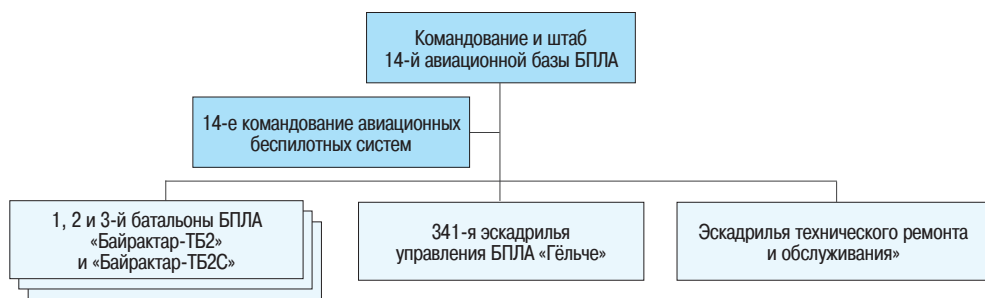 Командование и штаб
14-й авиационной базы БПЛА
14-е командование авиационных
беспилотных систем
1, 2 и 3-й батальоны БПЛА
«Байрактар-ТБ2»
и «Байрактар-ТБ2С»
341-я эскадрилья
управления БПЛА «Гёльче»
Эскадрилья технического ремонта
и обслуживания»